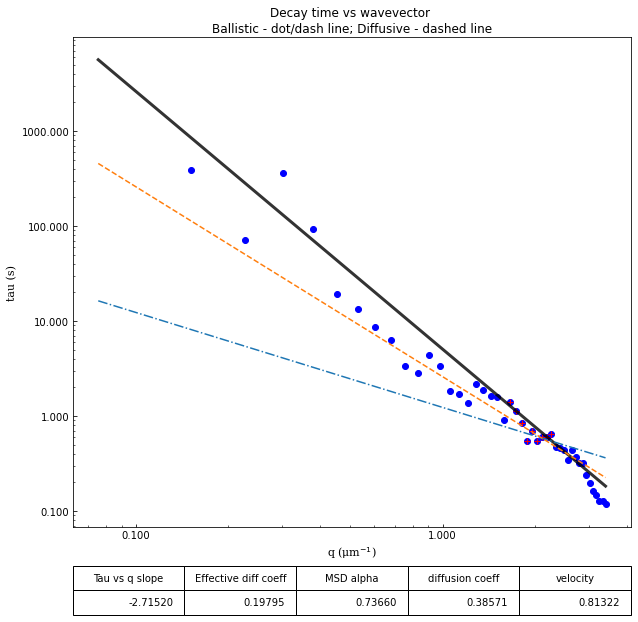 Decay time vs wavevector
Ballistic - dot/dash line; Diffusive - dashed line
tau (s)
1000.000
100.000
10.000
1.000
0.100
0.100 1.000
q (μm⁻¹)
Tau vs q slope Effective diff coeff MSD alpha diffusion coeff velocity
-2.71520 0.19795 0.73660 0.38571 0.81322